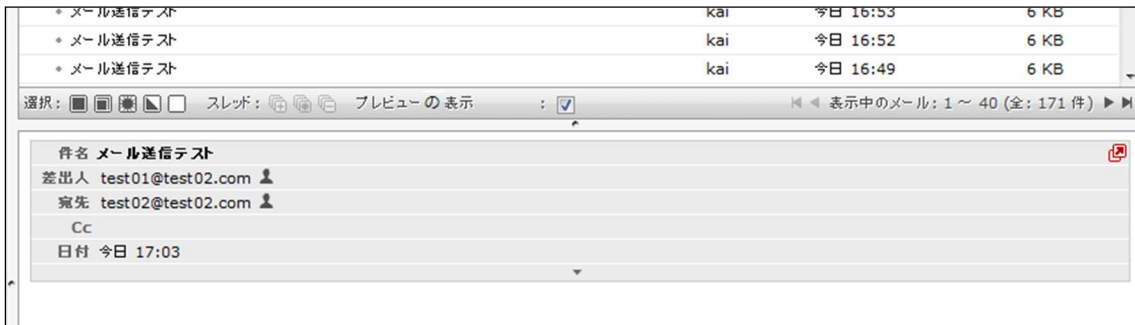 メール送信テスト kai 今日 16:53 6 KB
メール送信テスト kai 今日 16:52 6 KB
メール送信テスト kai 今日 16:49 6 KB
選択: スレッド: プレビューの表示 : 表示中のメール: 1 ~ 40 (全: 171 件)
件名 メール送信テスト
差出人 test01@test02.com
宛先 test02@test02.com
Cc
日付 今日 17:03